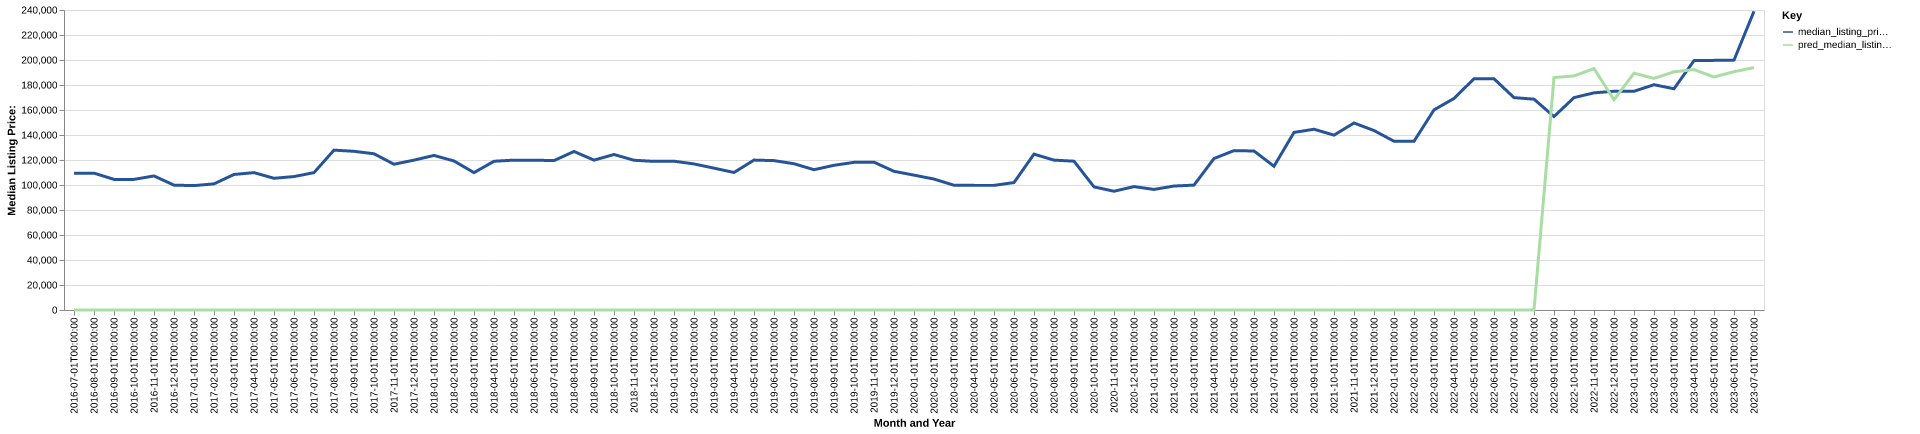 240,000
220,000
200,000
180,000
160,000
140,000
120,000
100,000
80,000
60,000
40,000
20,000
0
Median Listing Price:
2016-07-01T00:00:00
2016-08-01T00:00:00
2016-09-01T00:00:00
2016-10-01T00:00:00
2016-11-01T00:00:00
2016-12-01T00:00:00
2017-01-01T00:00:00
2017-02-01T00:00:00
2017-03-01T00:00:00
2017-04-01T00:00:00
2017-05-01T00:00:00
2017-06-01T00:00:00
2017-07-01T00:00:00
2017-08-01T00:00:00
2017-09-01T00:00:00
2017-10-01T00:00:00
2017-11-01T00:00:00
2017-12-01T00:00:00
2018-01-01T00:00:00
2018-02-01T00:00:00
2018-03-01T00:00:00
2018-04-01T00:00:00
2018-05-01T00:00:00
2018-06-01T00:00:00
2018-07-01T00:00:00
2018-08-01T00:00:00
2018-09-01T00:00:00
2018-10-01T00:00:00
2018-11-01T00:00:00
2018-12-01T00:00:00
2019-01-01T00:00:00
2019-02-01T00:00:00
2019-03-01T00:00:00
2019-04-01T00:00:00
2019-05-01T00:00:00
2019-06-01T00:00:00
2019-07-01T00:00:00
2019-08-01T00:00:00
2019-09-01T00:00:00
2019-10-01T00:00:00
2019-11-01T00:00:00
2019-12-01T00:00:00
2020-01-01T00:00:00
2020-02-01T00:00:00
2020-03-01T00:00:00
2020-04-01T00:00:00
2020-05-01T00:00:00
2020-06-01T00:00:00
2020-07-01T00:00:00
2020-08-01T00:00:00
2020-09-01T00:00:00
2020-10-01T00:00:00
2020-11-01T00:00:00
2020-12-01T00:00:00
2021-01-01T00:00:00
2021-02-01T00:00:00
2021-03-01T00:00:00
2021-04-01T00:00:00
2021-05-01T00:00:00
2021-06-01T00:00:00
2021-07-01T00:00:00
2021-08-01T00:00:00
2021-09-01T00:00:00
2021-10-01T00:00:00
2021-11-01T00:00:00
2021-12-01T00:00:00
2022-01-01T00:00:00
2022-02-01T00:00:00
2022-03-01T00:00:00
2022-04-01T00:00:00
2022-05-01T00:00:00
2022-06-01T00:00:00
2022-07-01T00:00:00
2022-08-01T00:00:00
2022-09-01T00:00:00
2022-10-01T00:00:00
2022-11-01T00:00:00
2022-12-01T00:00:00
2023-01-01T00:00:00
2023-02-01T00:00:00
2023-03-01T00:00:00
2023-04-01T00:00:00
2023-05-01T00:00:00
2023-06-01T00:00:00
2023-07-01T00:00:00
Month and Year
Key
median_listing_pri…
pred_median_listin…